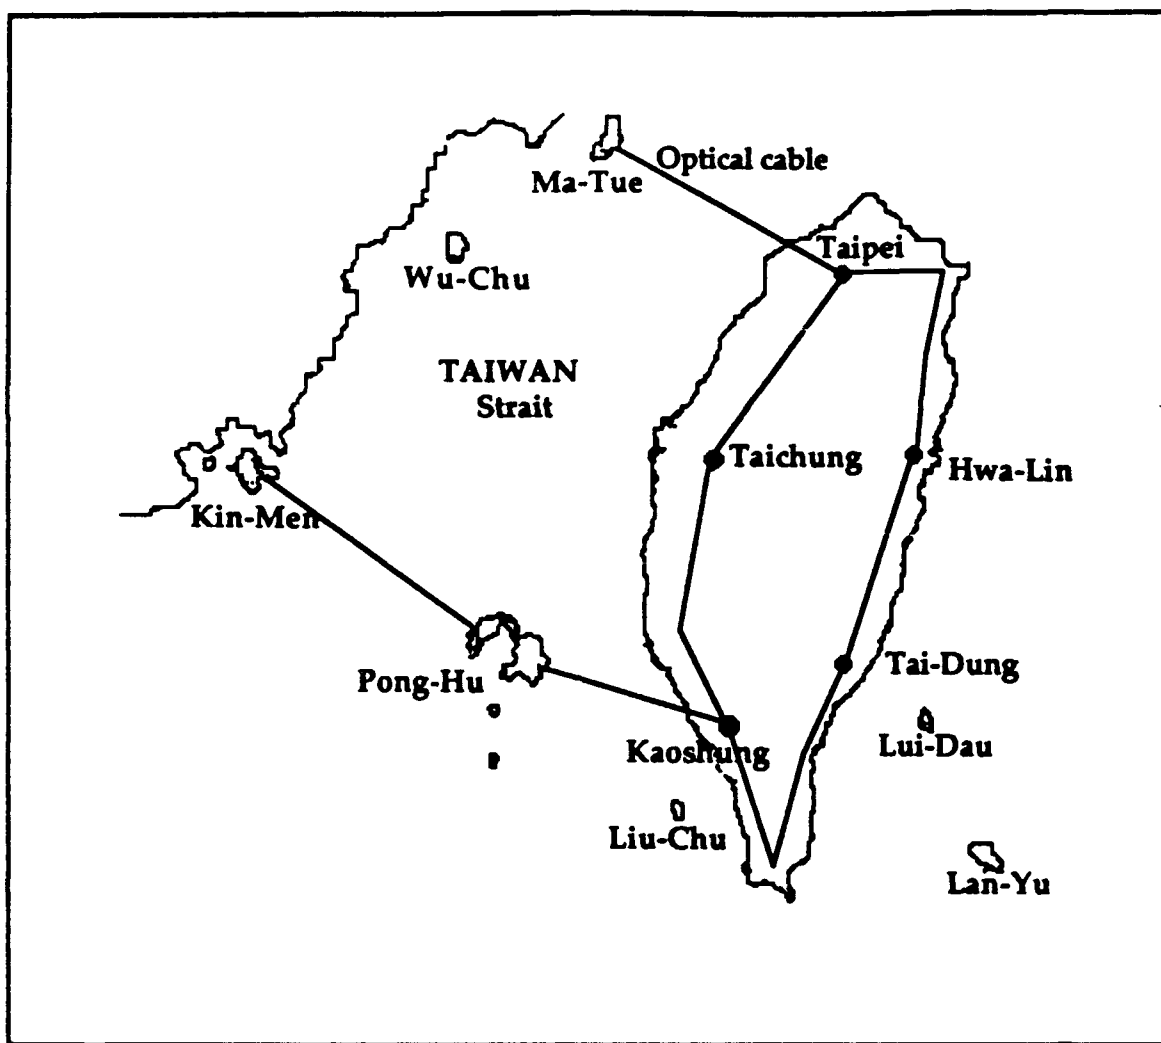 Optical cable
Ma-Tue
Taipei
Wu-Chu
TAIWAN
Strait
Taichung
Hwa-Lin
Kin-Men
Tai-Dung
Pong-Hu
Lui-Dau
Kaoshung
Liu-Chu
Lan-Yu